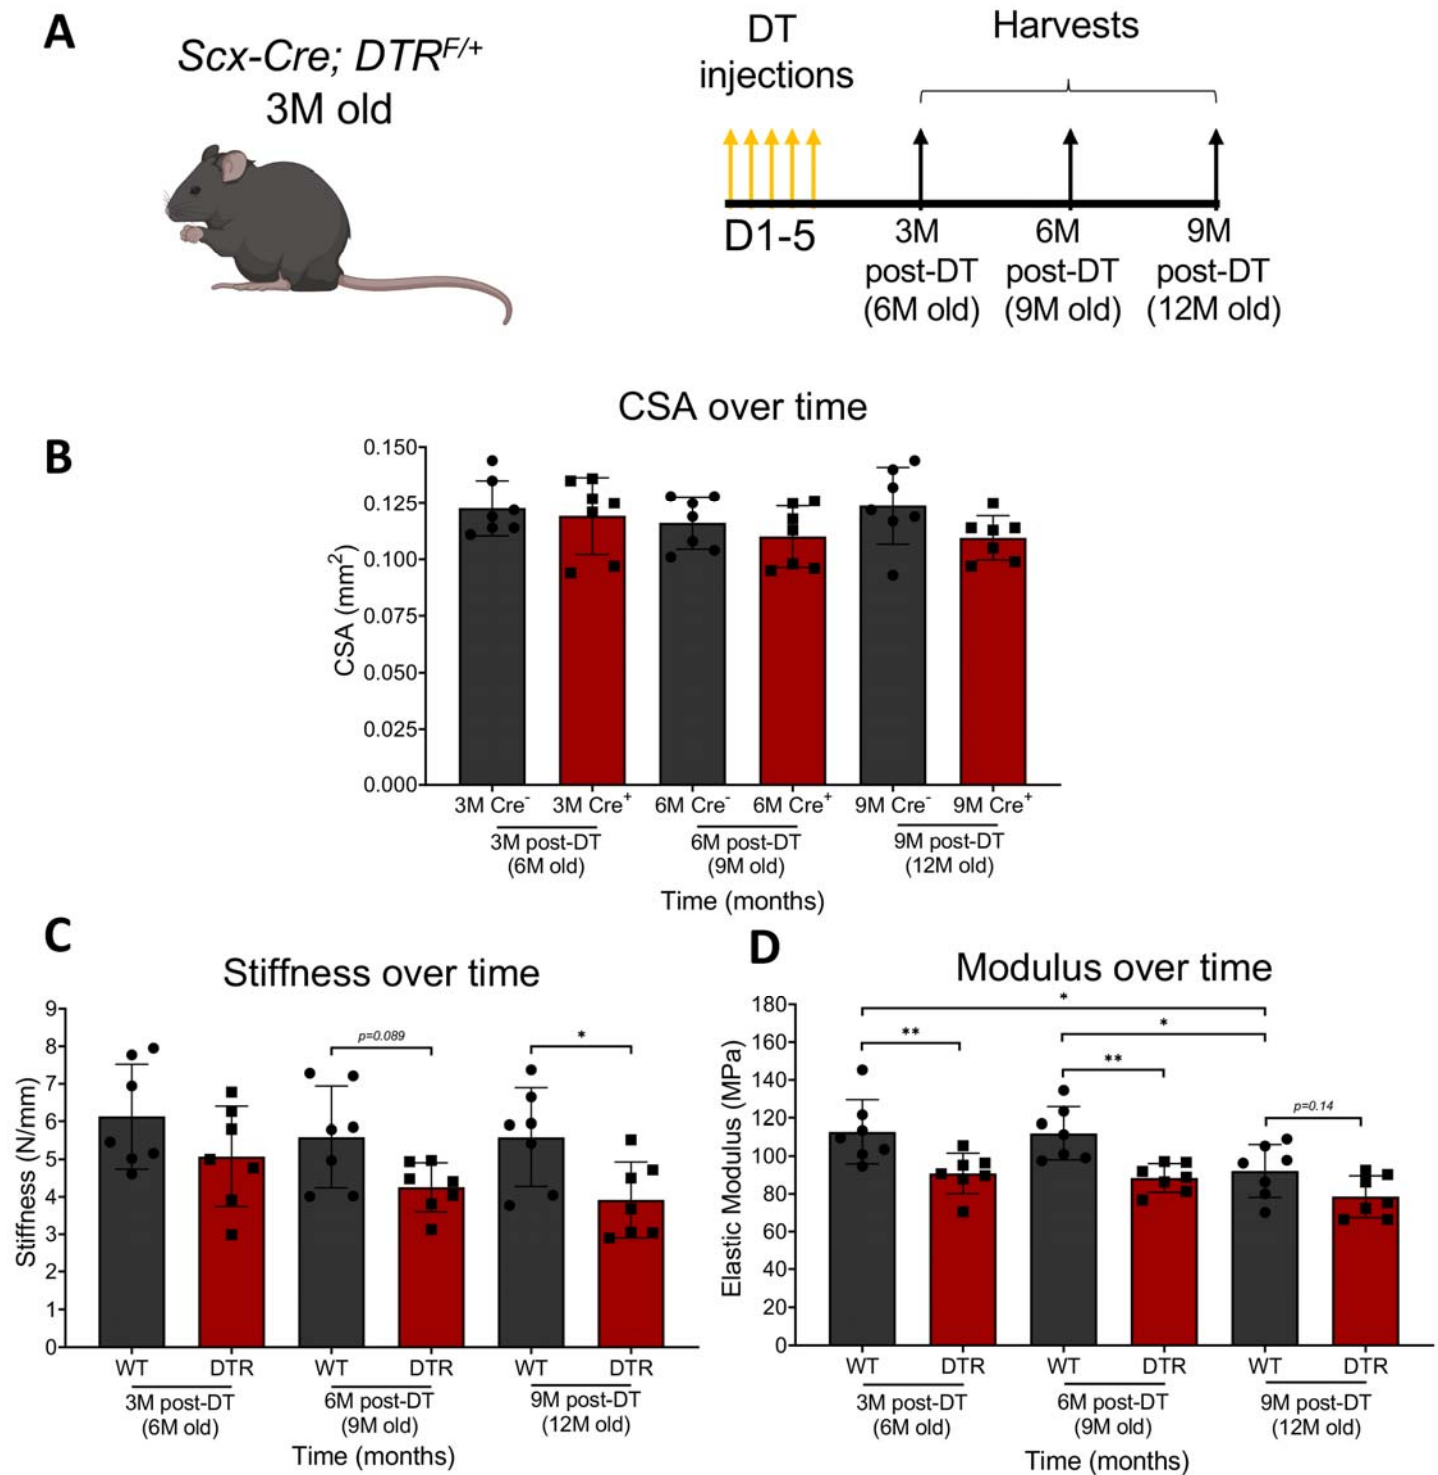 A
Scx-Cre; DTR^F/+
3M old
DT
injections
Harvests
D1-5
3M
post-DT
(6M old)
6M
post-DT
(9M old)
9M
post-DT
(12M old)
B
CSA over time
CSA (mm²)
0.150
0.125
0.100
0.075
0.050
0.025
0.000
3M Cre⁻ 3M Cre⁺ 6M Cre⁻ 6M Cre⁺ 9M Cre⁻ 9M Cre⁺
3M post-DT
(6M old)
6M post-DT
(9M old)
9M post-DT
(12M old)
Time (months)
C
Stiffness over time
Stiffness (N/mm)
9
8
7
6
5
4
3
2
1
0
p=0.089
*
WT DTR WT DTR WT DTR
3M post-DT
(6M old)
6M post-DT
(9M old)
9M post-DT
(12M old)
Time (months)
D
Modulus over time
Elastic Modulus (MPa)
180
160
140
120
100
80
60
40
20
0
*
*
**
**
p=0.14
WT DTR WT DTR WT DTR
3M post-DT
(6M old)
6M post-DT
(9M old)
9M post-DT
(12M old)
Time (months)